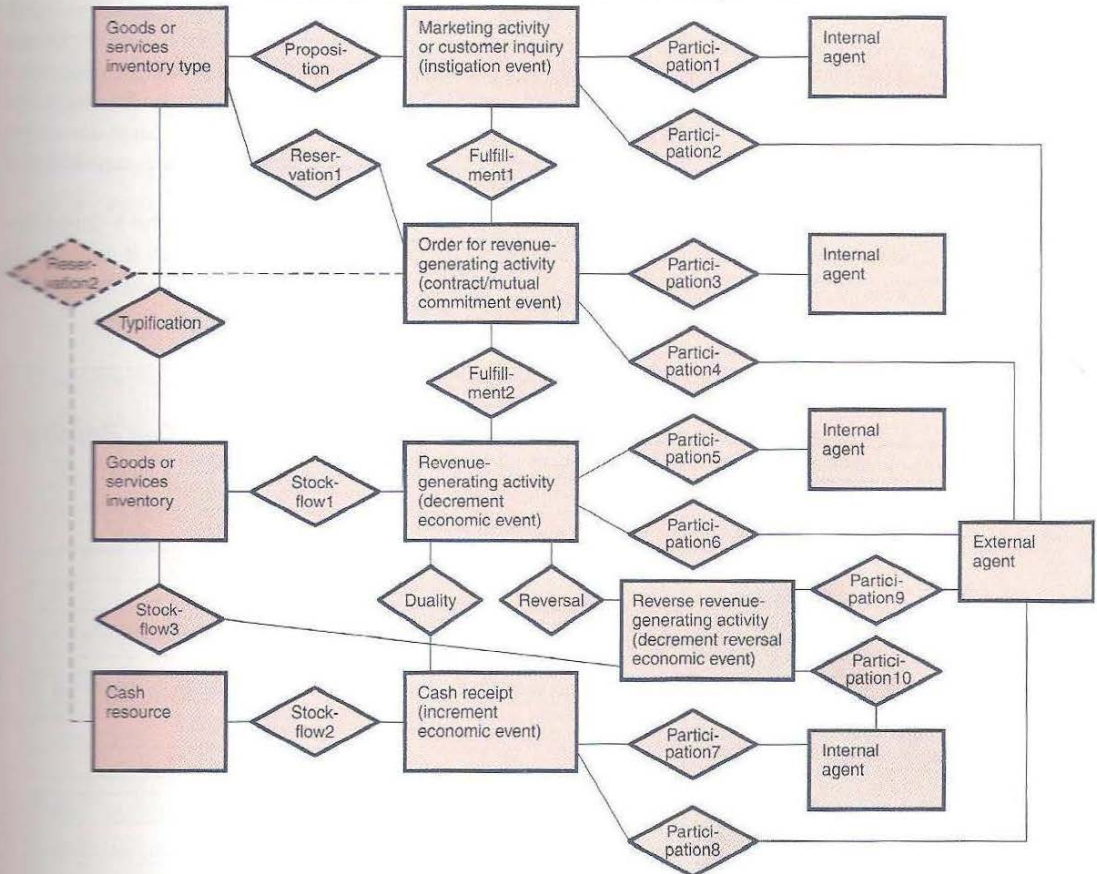 Goods or
services
inventory type
Proposi-
tion
Marketing activity
or customer inquiry
(instigation event)
Partici-
pation1
Internal
agent
Partici-
pation2
Reser-
vation1
Fulfill-
ment1
Order for revenue-
generating activity
(contract/mutual
commitment event)
Partici-
pation3
Internal
agent
Reser-
vation2
Typification
Partici-
pation4
Fulfill-
ment2
Goods or
services
inventory
Stock-
flow1
Revenue-
generating activity
(decrement
economic event)
Partici-
pation5
Internal
agent
Partici-
pation6
External
agent
Stock-
flow3
Duality
Reversal
Reverse revenue-
generating activity
(decrement reversal
economic event)
Partici-
pation9
Partici-
pation10
Cash
resource
Stock-
flow2
Cash receipt
(increment
economic event)
Partici-
pation7
Internal
agent
Partici-
pation8